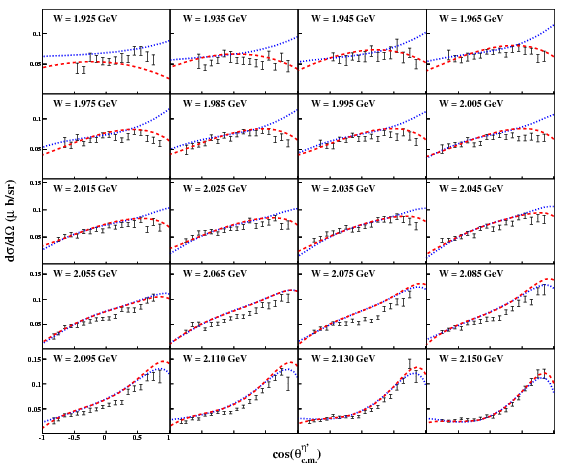 W = 1.925 GeV W = 1.935 GeV W = 1.945 GeV W = 1.965 GeV
0.1
0.05
W = 1.975 GeV W = 1.985 GeV W = 1.995 GeV W = 2.005 GeV
0.1
0.05
W = 2.015 GeV W = 2.025 GeV W = 2.035 GeV W = 2.045 GeV
0.15
0.1
0.05
W = 2.055 GeV W = 2.065 GeV W = 2.075 GeV W = 2.085 GeV
0.15
0.1
0.05
W = 2.095 GeV W = 2.110 GeV W = 2.130 GeV W = 2.150 GeV
0.15
0.1
0.05
-1 -0.5 0 0.5 1
dσ/dΩ (μ b/sr)
cos(θ^η'_c.m.)